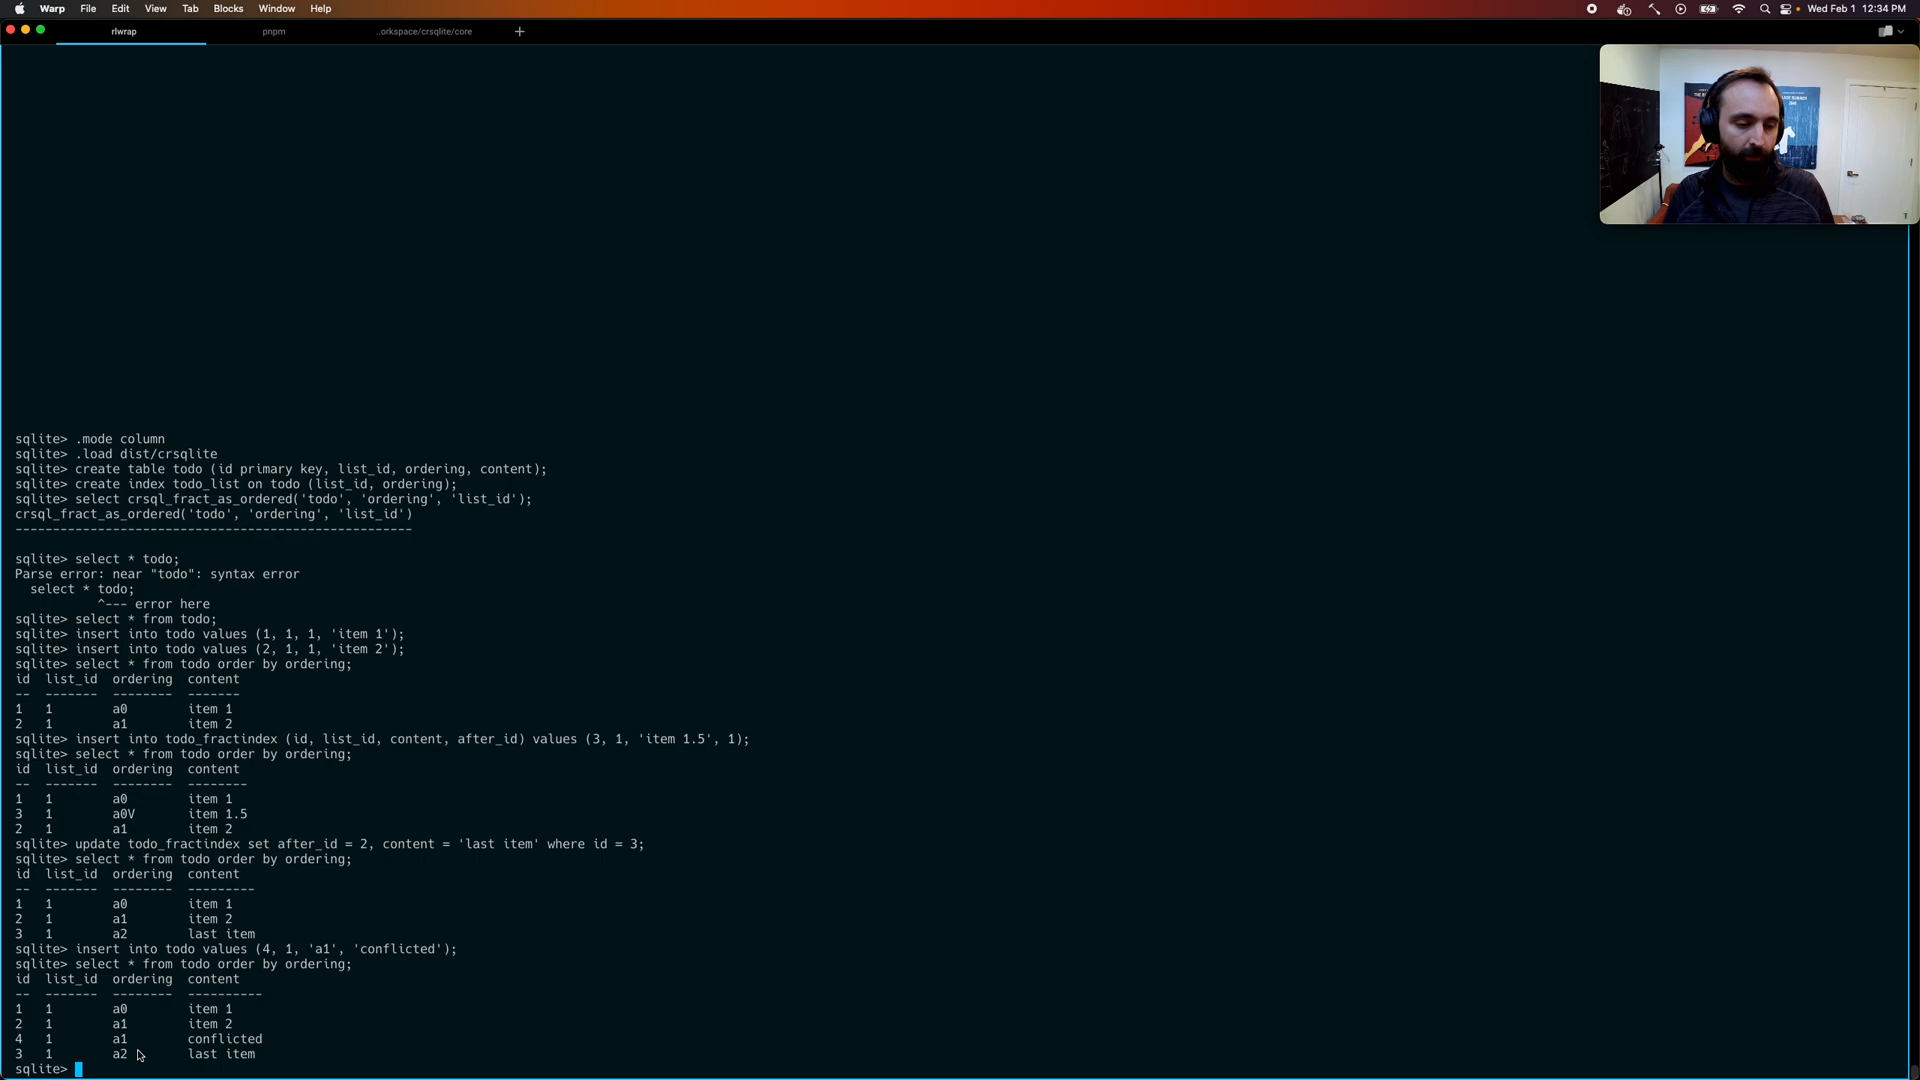 Warp File Edit View Tab Blocks Window Help Wed Feb 1 12:34 PM
rlwrap pnpm ..orkspace/crsqlite/core +
sqlite> .mode column
sqlite> .load dist/crsqlite
sqlite> create table todo (id primary key, list_id, ordering, content);
sqlite> create index todo_list on todo (list_id, ordering);
sqlite> select crsql_fract_as_ordered('todo', 'ordering', 'list_id');
crsql_fract_as_ordered('todo', 'ordering', 'list_id')
-----------------------------------------------------
sqlite> select * todo;
Parse error: near "todo": syntax error
select * todo;
^--- error here
sqlite> select * from todo;
sqlite> insert into todo values (1, 1, 1, 'item 1');
sqlite> insert into todo values (2, 1, 1, 'item 2');
sqlite> select * from todo order by ordering;
id list_id ordering content
-- ------- -------- -------
1 1 a0 item 1
2 1 a1 item 2
sqlite> insert into todo_fractindex (id, list_id, content, after_id) values (3, 1, 'item 1.5', 1);
sqlite> select * from todo order by ordering;
id list_id ordering content
-- ------- -------- --------
1 1 a0 item 1
3 1 a0V item 1.5
2 1 a1 item 2
sqlite> update todo_fractindex set after_id = 2, content = 'last item' where id = 3;
sqlite> select * from todo order by ordering;
id list_id ordering content
-- ------- -------- ---------
1 1 a0 item 1
2 1 a1 item 2
3 1 a2 last item
sqlite> insert into todo values (4, 1, 'a1', 'conflicted');
sqlite> select * from todo order by ordering;
id list_id ordering content
-- ------- -------- ----------
1 1 a0 item 1
2 1 a1 item 2
4 1 a1 conflicted
3 1 a2 last item
sqlite>